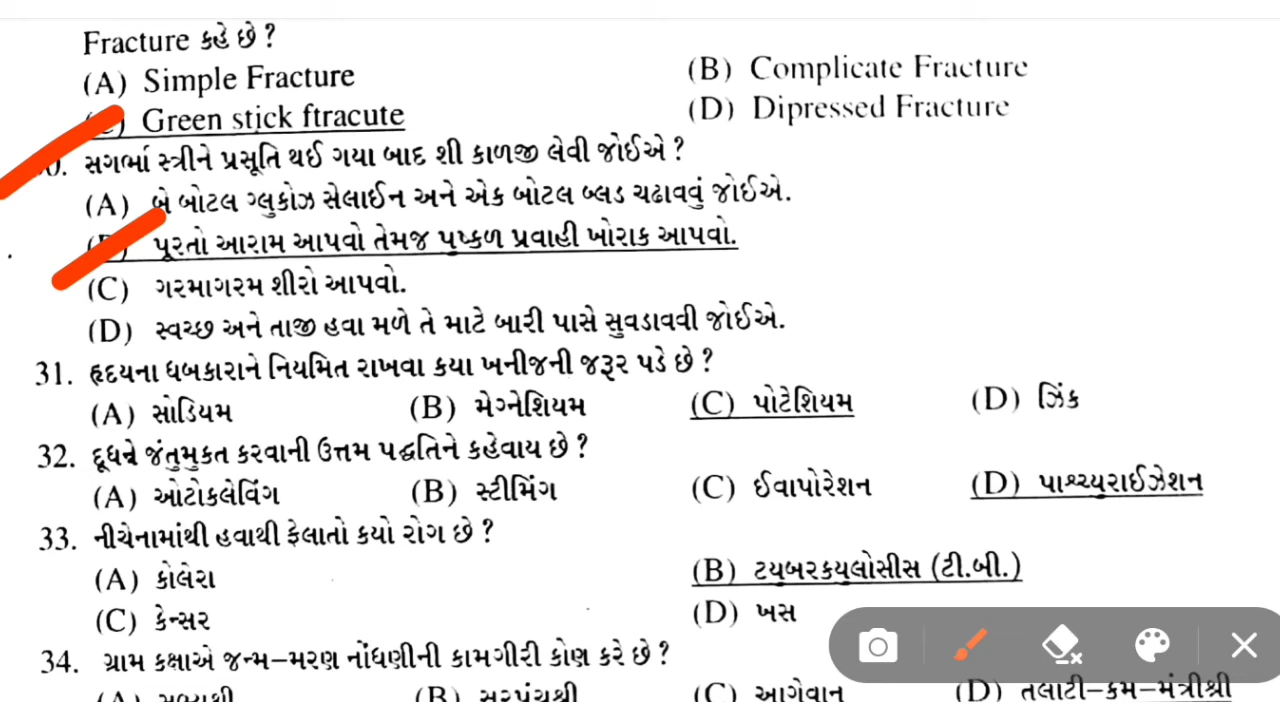 Fracture કહે છે ?
(A) Simple Fracture (B) Complicate Fracture
Green stick ftracute (D) Dipressed Fracture
0. સગર્ભા સ્ત્રીને પ્રસૂતિ થઈ ગયા બાદ શી કાળજી લેવી જોઈએ ?
(A) બે બોટલ ગ્લુકોઝ સેલાઈન અને એક બોટલ બ્લડ ચઢાવવું જોઈએ.
પૂરતો આરામ આપવો તેમજ પુષ્કળ પ્રવાહી ખોરાક આપવો.
(C) ગરમાગરમ શીરો આપવો.
(D) સ્વચ્છ અને તાજી હવા મળે તે માટે બારી પાસે સુવડાવવી જોઈએ.
31. હૃદયના ધબકારાને નિયમિત રાખવા કયા ખનીજની જરૂર પડે છે ?
(A) સોડિયમ (B) મેગ્નેશિયમ (C) પોટેશિયમ (D) ઝિંક
32. દૂધને જંતુમુકત કરવાની ઉત્તમ પદ્ધતિને કહેવાય છે ?
(A) ઓટોકલેવિંગ (B) સ્ટીમિંગ (C) ઈવાપોરેશન (D) પાશ્ચ્યુરાઈઝેશન
33. નીચેનામાંથી હવાથી ફેલાતો કયો રોગ છે ?
(A) કોલેરા (B) ટયુબરકયુલોસીસ (ટી.બી.)
(C) કેન્સર (D) ખસ
34. ગ્રામ કક્ષાએ જન્મ–મરણ નોંધણીની કામગીરી કોણ કરે છે ?
(B) સરપંચશ્રી (C) આગેવાન (D) તલાટી–કમ–મંત્રીશ્રી